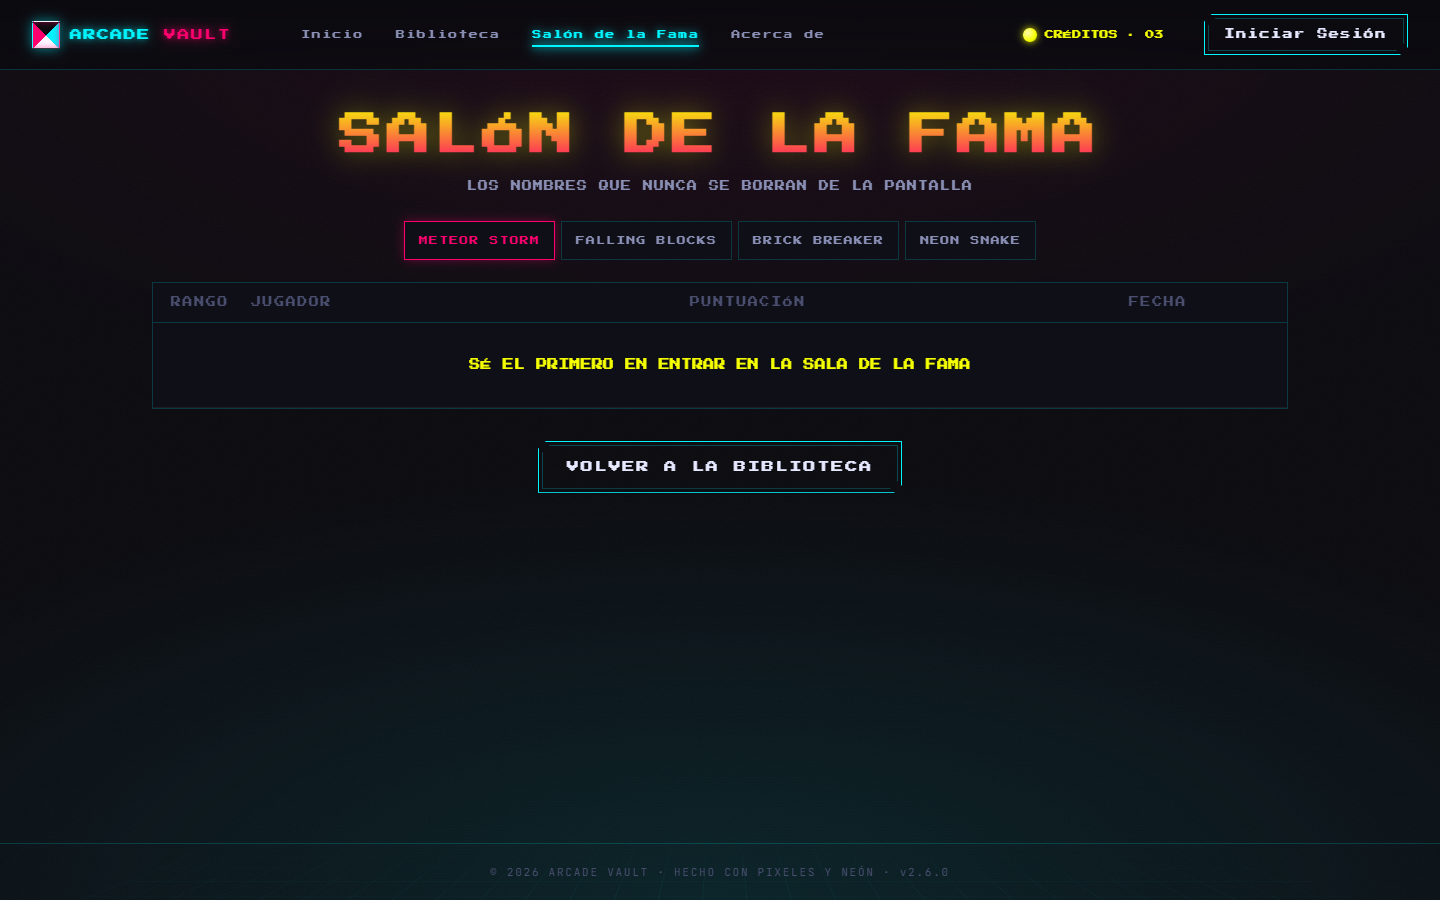 ARCADE VAULT
Inicio
Biblioteca
Salón de la Fama
Acerca de
CRÉDITOS · 03
Iniciar Sesión
SALÓN DE LA FAMA
LOS NOMBRES QUE NUNCA SE BORRAN DE LA PANTALLA
METEOR STORM
FALLING BLOCKS
BRICK BREAKER
NEON SNAKE
RANGO JUGADOR PUNTUACIÓN FECHA
SÉ EL PRIMERO EN ENTRAR EN LA SALA DE LA FAMA
VOLVER A LA BIBLIOTECA
© 2026 ARCADE VAULT · HECHO CON PIXELES Y NEÓN · v2.6.0